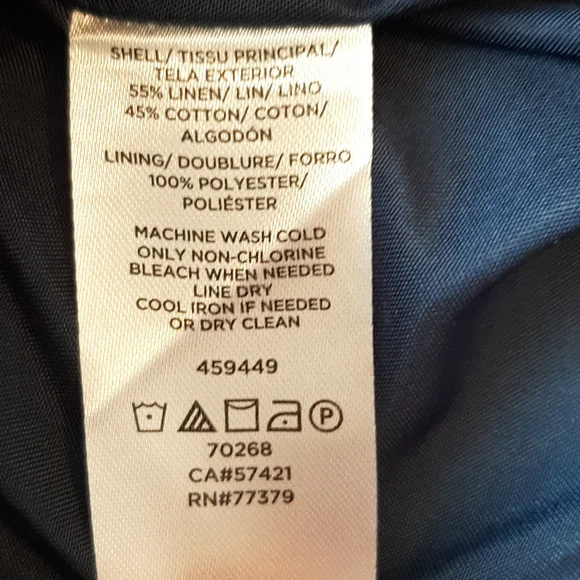 SHELL/ TISSU PRINCIPAL/
TELA EXTERIOR
55% LINEN/ LIN/ LINO
45% COTTON/ COTON/
ALGODÓN
LINING/ DOUBLURE/ FORRO
100% POLYESTER/
POLIÉSTER
MACHINE WASH COLD
ONLY NON-CHLORINE
BLEACH WHEN NEEDED
LINE DRY
COOL IRON IF NEEDED
OR DRY CLEAN
459449
P
70268
CA#57421
RN#77379